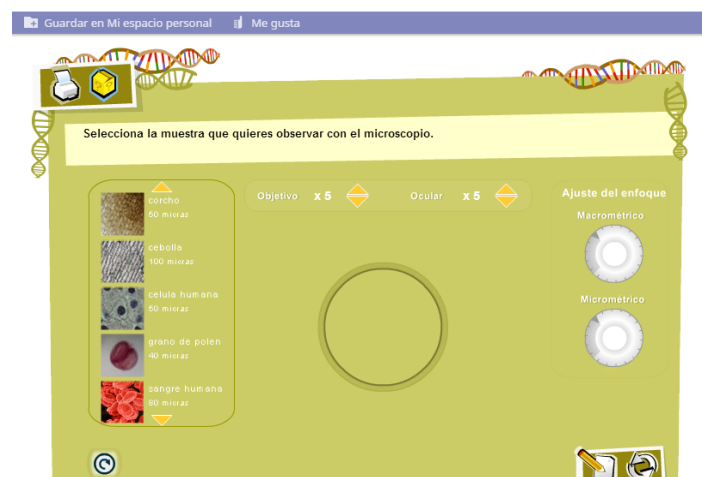 Guardar en Mi espacio personal Me gusta
Selecciona la muestra que quieres observar con el microscopio.
corcho
50 micras
cebolla
100 micras
celula humana
50 micras
grano de polen
40 micras
sangre humana
80 micras
Objetivo x 5 Ocular x 5
Ajuste del enfoque
Macrométrico
Micrométrico